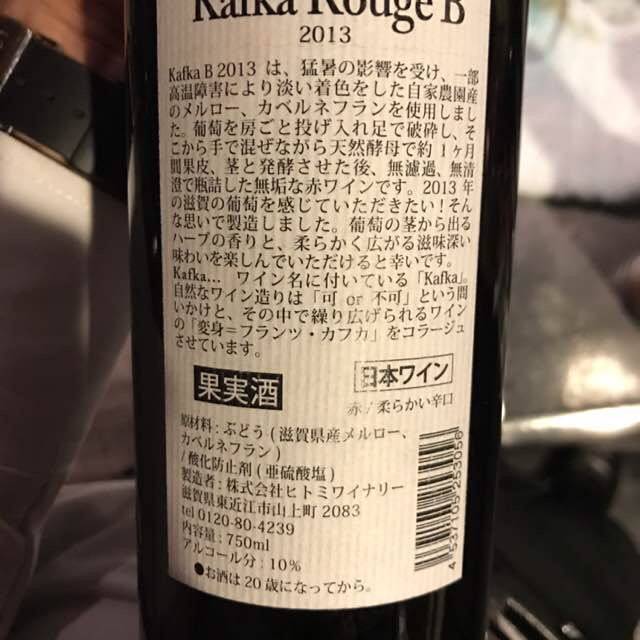 Kafka Rouge B
2013
Kafka B 2013 は、猛暑の影響を受け、一部
高温障害により淡い着色をした自家農園産
のメルロー、カベルネフランを使用しまし
た。葡萄を房ごと投げ入れ足で破砕し、そ
こから手で混ぜながら天然酵母で約1ヶ月
間果皮、茎と発酵させた後、無濾過、無清
澄で瓶詰した無垢な赤ワインです。2013 年
の滋賀の葡萄を感じていただきたい!そん
な思いで製造しました。葡萄の茎から出る
ハーブの香りと、柔らかく広がる滋味深い
味わいを楽しんでいただけると幸いです。
Kafka… ワイン名に付いている「Kafka」。
自然なワイン造りは「可 or 不可」という問
いかけと、その中で繰り広げられるワイン
の「変身=フランツ・カフカ」をコラージュ
させています。
果実酒 日本ワイン
赤/柔らかい辛口
原材料:ぶどう(滋賀県産メルロー、
カベルネフラン)
/酸化防止剤(亜硫酸塩)
製造者:株式会社ヒトミワイナリー
滋賀県東近江市山上町 2083
tel 0120-80-4239
内容量:750ml
アルコール分:10%
●お酒は20歳になってから。
4 537105 253056